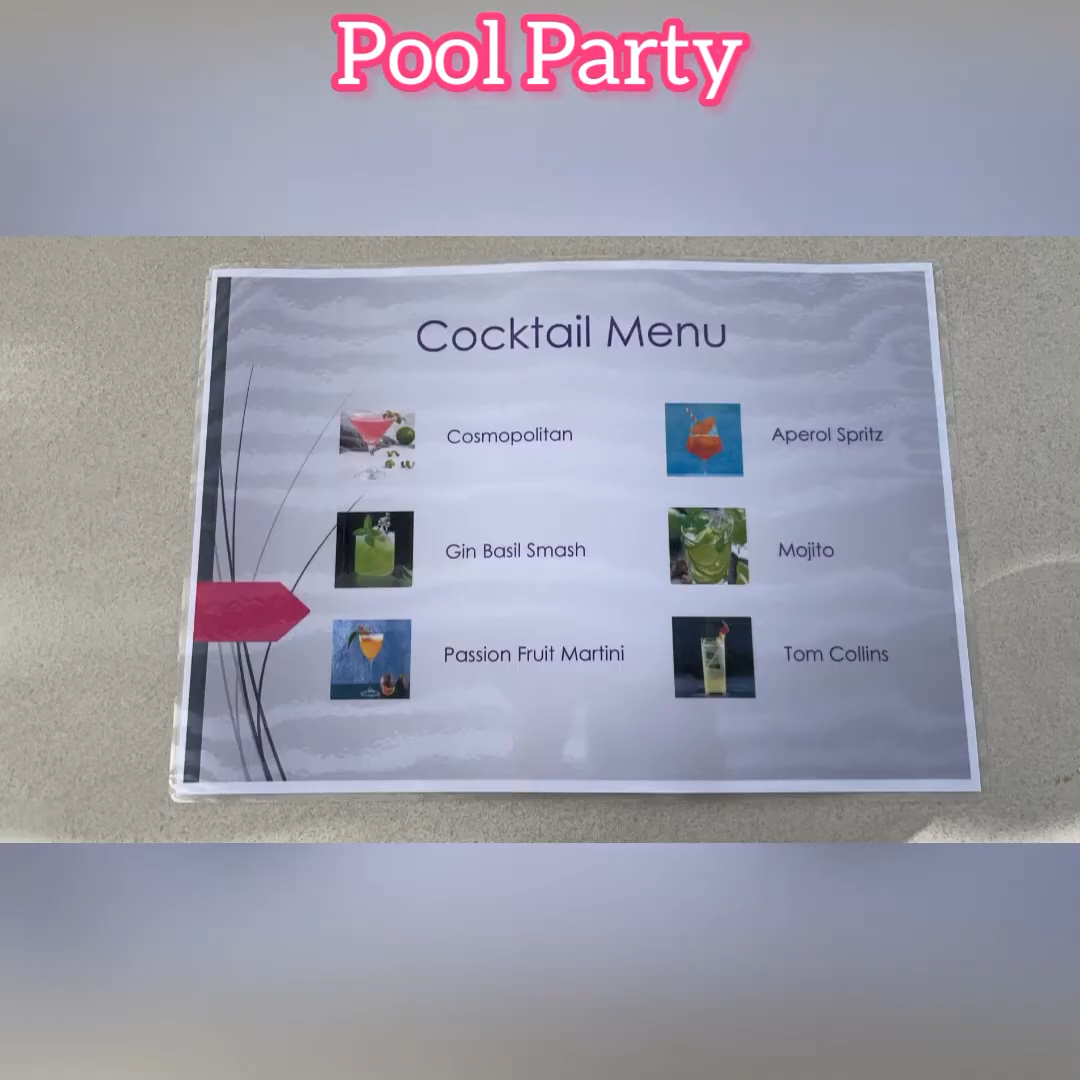 Pool Party
Cocktail Menu
Cosmopolitan
Aperol Spritz
Gin Basil Smash
Mojito
Passion Fruit Martini
Tom Collins